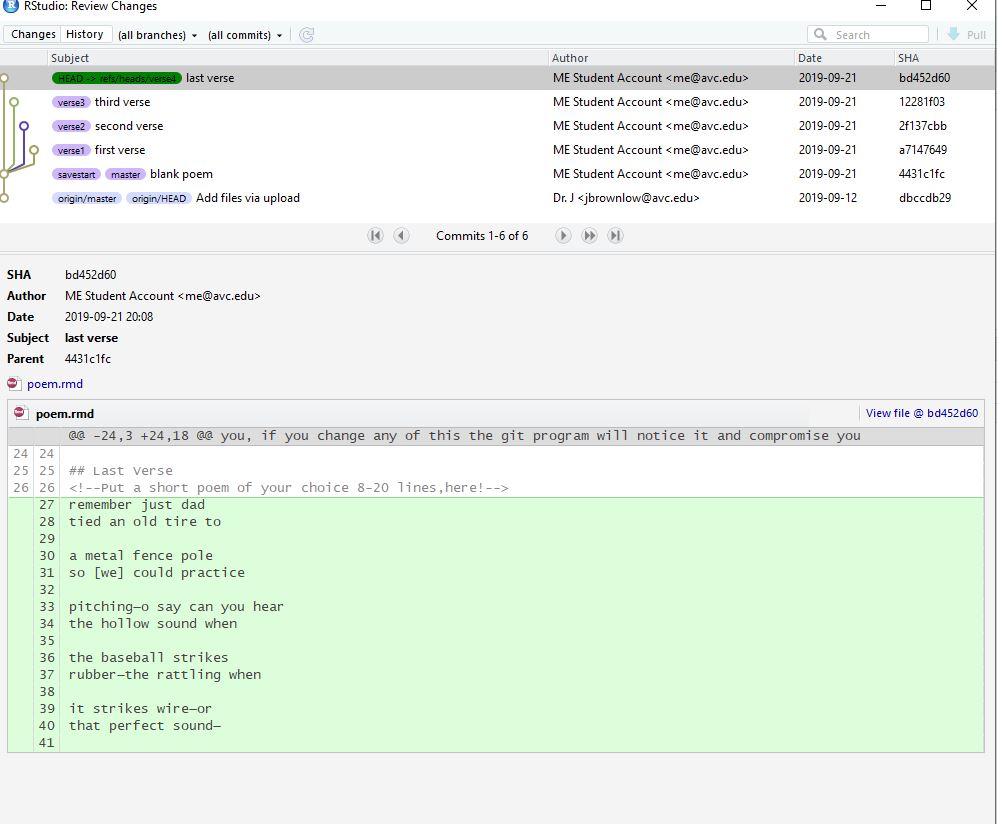 RStudio: Review Changes
Changes History (all branches) (all commits) Search Pull
Subject Author Date SHA
HEAD -> refs/heads/verse4 last verse ME Student Account <me@avc.edu> 2019-09-21 bd452d60
verse3 third verse ME Student Account <me@avc.edu> 2019-09-21 12281f03
verse2 second verse ME Student Account <me@avc.edu> 2019-09-21 2f137cbb
verse1 first verse ME Student Account <me@avc.edu> 2019-09-21 a7147649
savestart master blank poem ME Student Account <me@avc.edu> 2019-09-21 4431c1fc
origin/master origin/HEAD Add files via upload Dr. J <jbrownlow@avc.edu> 2019-09-12 dbccdb29
Commits 1-6 of 6
SHA bd452d60
Author ME Student Account <me@avc.edu>
Date 2019-09-21 20:08
Subject last verse
Parent 4431c1fc
poem.rmd
poem.rmd View file @ bd452d60
@@ -24,3 +24,18 @@ you, if you change any of this the git program will notice it and compromise you
24 24
25 25 ## Last Verse
26 26 <!--Put a short poem of your choice 8-20 lines,here!-->
27 remember just dad
28 tied an old tire to
29
30 a metal fence pole
31 so [we] could practice
32
33 pitching—o say can you hear
34 the hollow sound when
35
36 the baseball strikes
37 rubber—the rattling when
38
39 it strikes wire—or
40 that perfect sound—
41